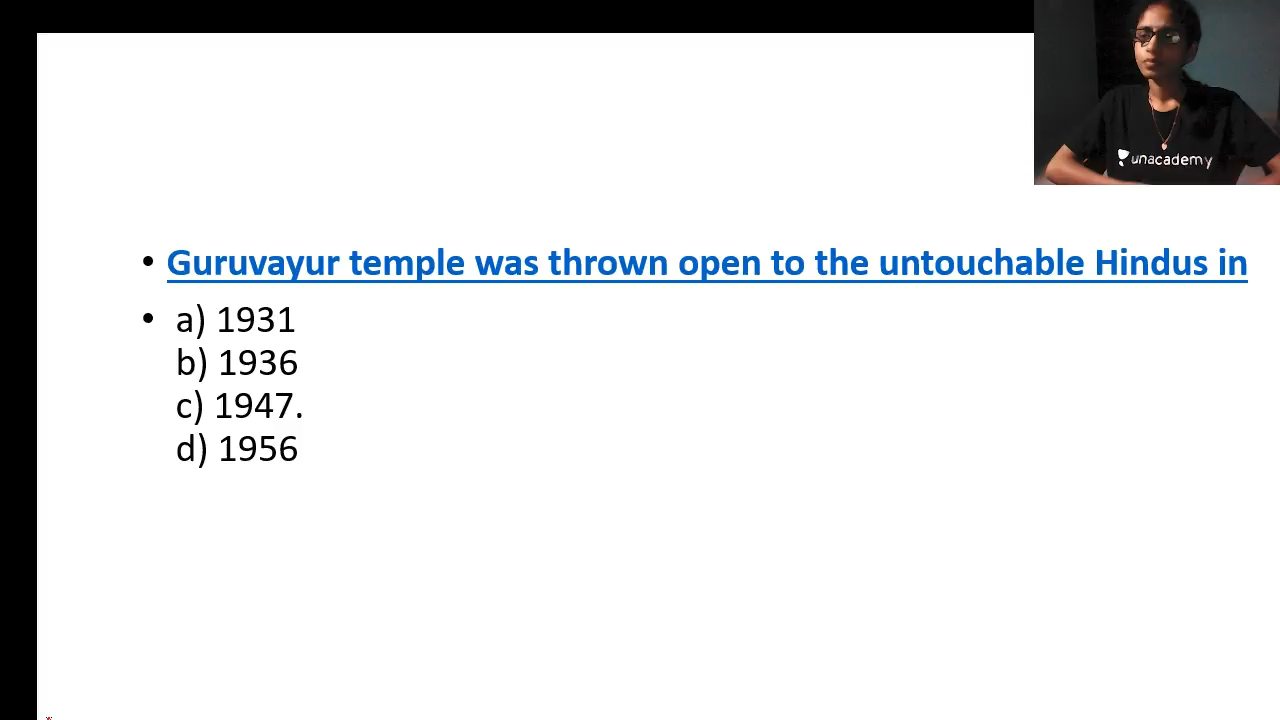 unacademy
• Guruvayur temple was thrown open to the untouchable Hindus in
• a) 1931
b) 1936
c) 1947.
d) 1956